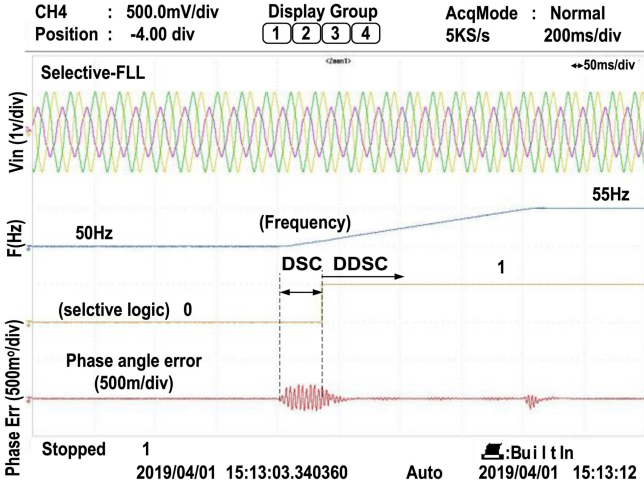 CH4 : 500.0mV/div Display Group AcqMode : Normal
Position : -4.00 div 1 2 3 4 5KS/s 200ms/div
<Zoom1>
Selective-FLL 50ms/div
Vin (1v/div)
50Hz (Frequency) 55Hz
F(Hz)
DSC DDSC 1
(selctive logic) 0
Phase angle error
(500m/div)
Phase Err (500mº/div)
Stopped 1 :BuiltIn
2019/04/01 15:13:03.340360 Auto 2019/04/01 15:13:12